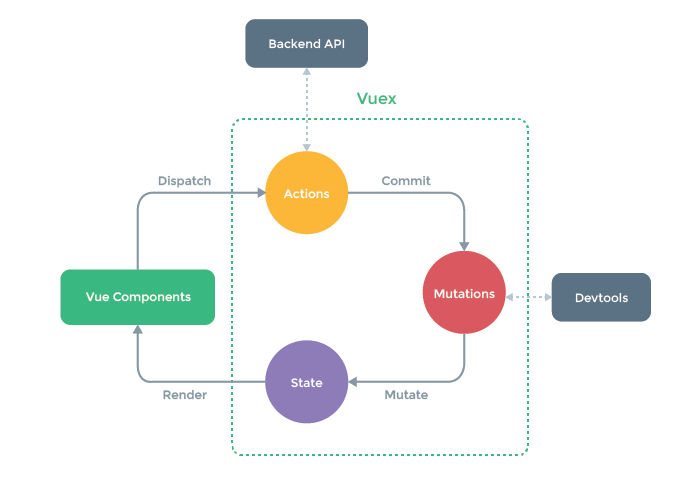 Backend API
Vuex
Dispatch
Commit
Actions
Vue Components
Mutations
Devtools
State
Render
Mutate